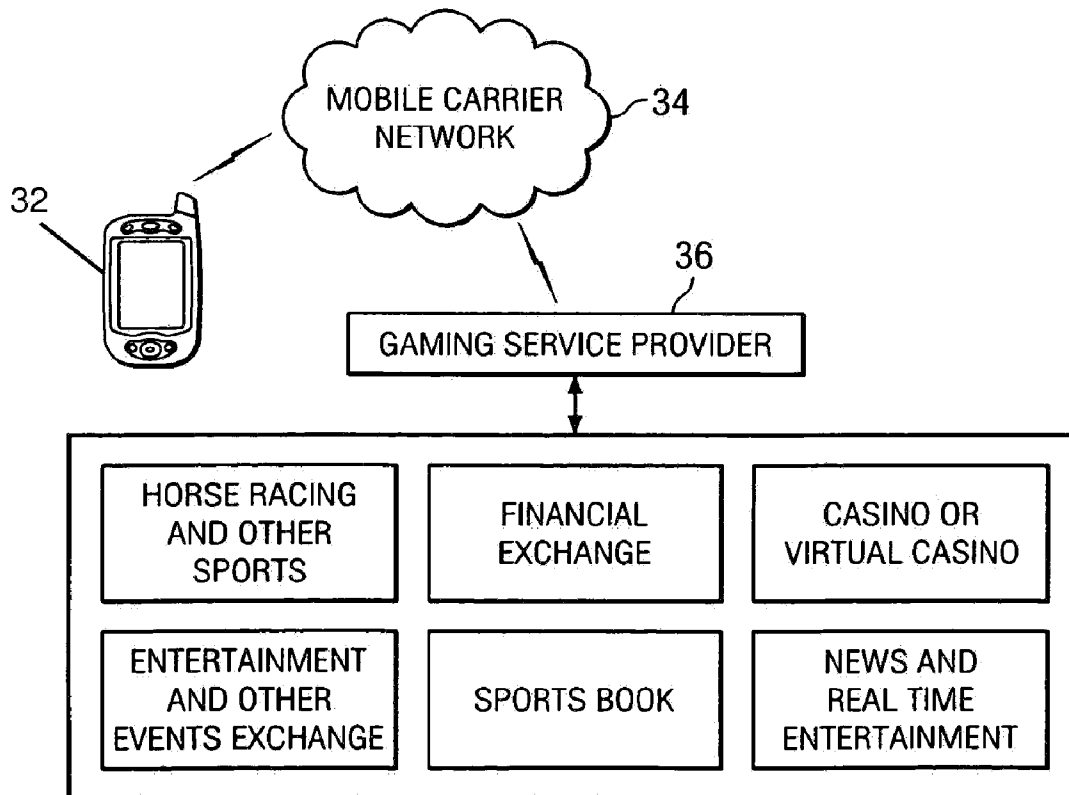 MOBILE CARRIER
NETWORK
34
32
36
GAMING SERVICE PROVIDER
HORSE RACING
AND OTHER
SPORTS
FINANCIAL
EXCHANGE
CASINO OR
VIRTUAL CASINO
ENTERTAINMENT
AND OTHER
EVENTS EXCHANGE
SPORTS BOOK
NEWS AND
REAL TIME
ENTERTAINMENT